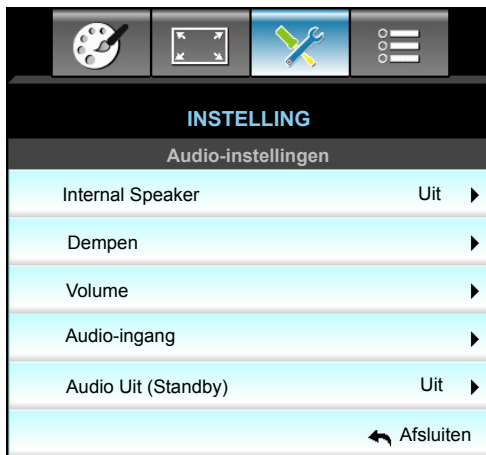 INSTELLING
Audio-instellingen
Internal Speaker Uit
Dempen
Volume
Audio-ingang
Audio Uit (Standby) Uit
Afsluiten